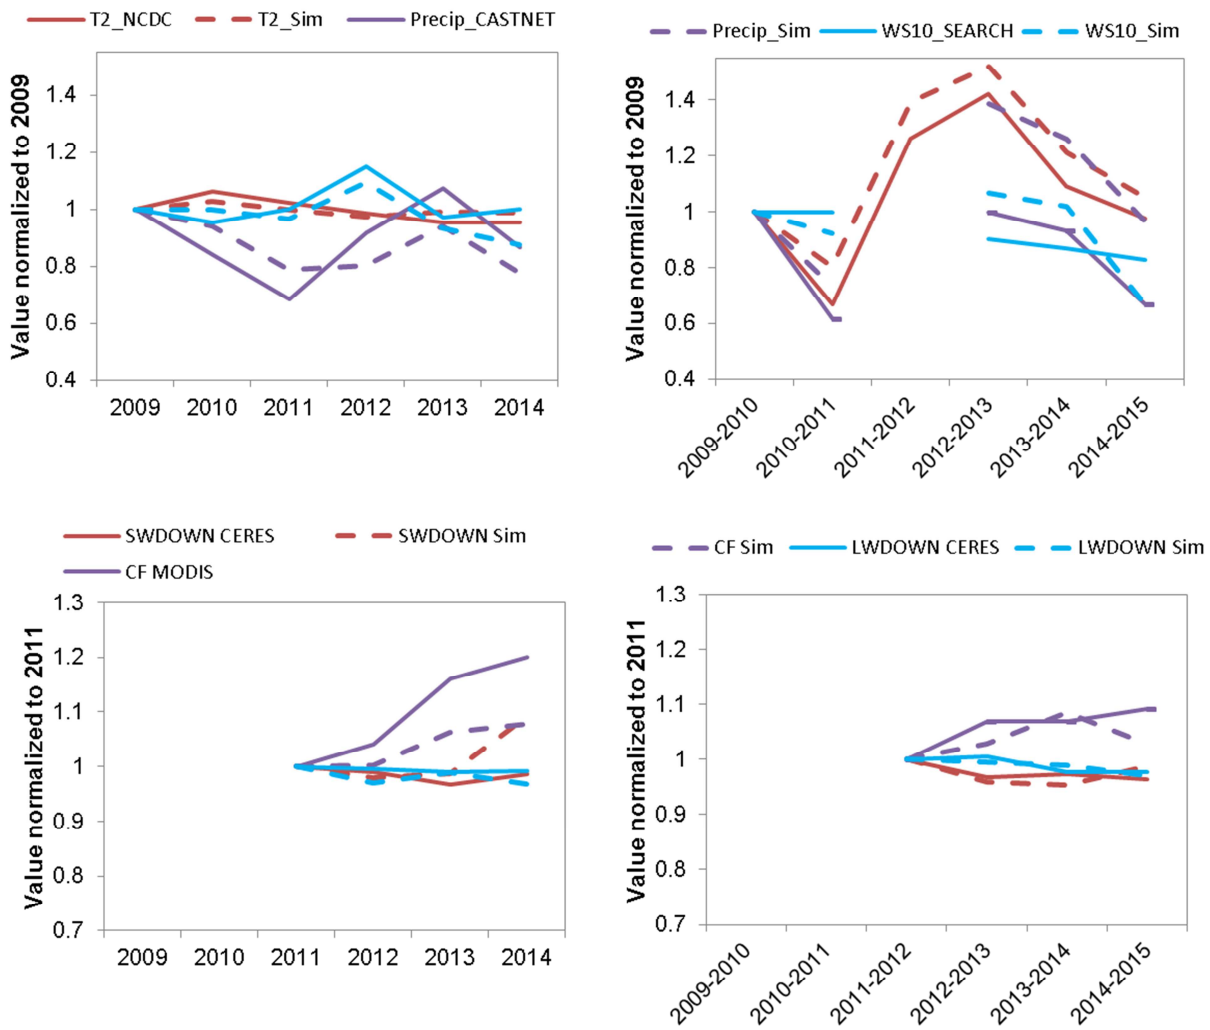 T2_NCDC T2_Sim Precip_CASTNET
Value normalized to 2009
1.4
1.2
1
0.8
0.6
0.4
2009 2010 2011 2012 2013 2014
Precip_Sim WS10_SEARCH WS10_Sim
Value normalized to 2009
1.4
1.2
1
0.8
0.6
0.4
2009-2010 2010-2011 2011-2012 2012-2013 2013-2014 2014-2015
SWDOWN CERES SWDOWN Sim
CF MODIS
Value normalized to 2011
1.3
1.2
1.1
1
0.9
0.8
0.7
2009 2010 2011 2012 2013 2014
CF Sim LWDOWN CERES LWDOWN Sim
Value normalized to 2011
1.3
1.2
1.1
1
0.9
0.8
0.7
2009-2010 2010-2011 2011-2012 2012-2013 2013-2014 2014-2015